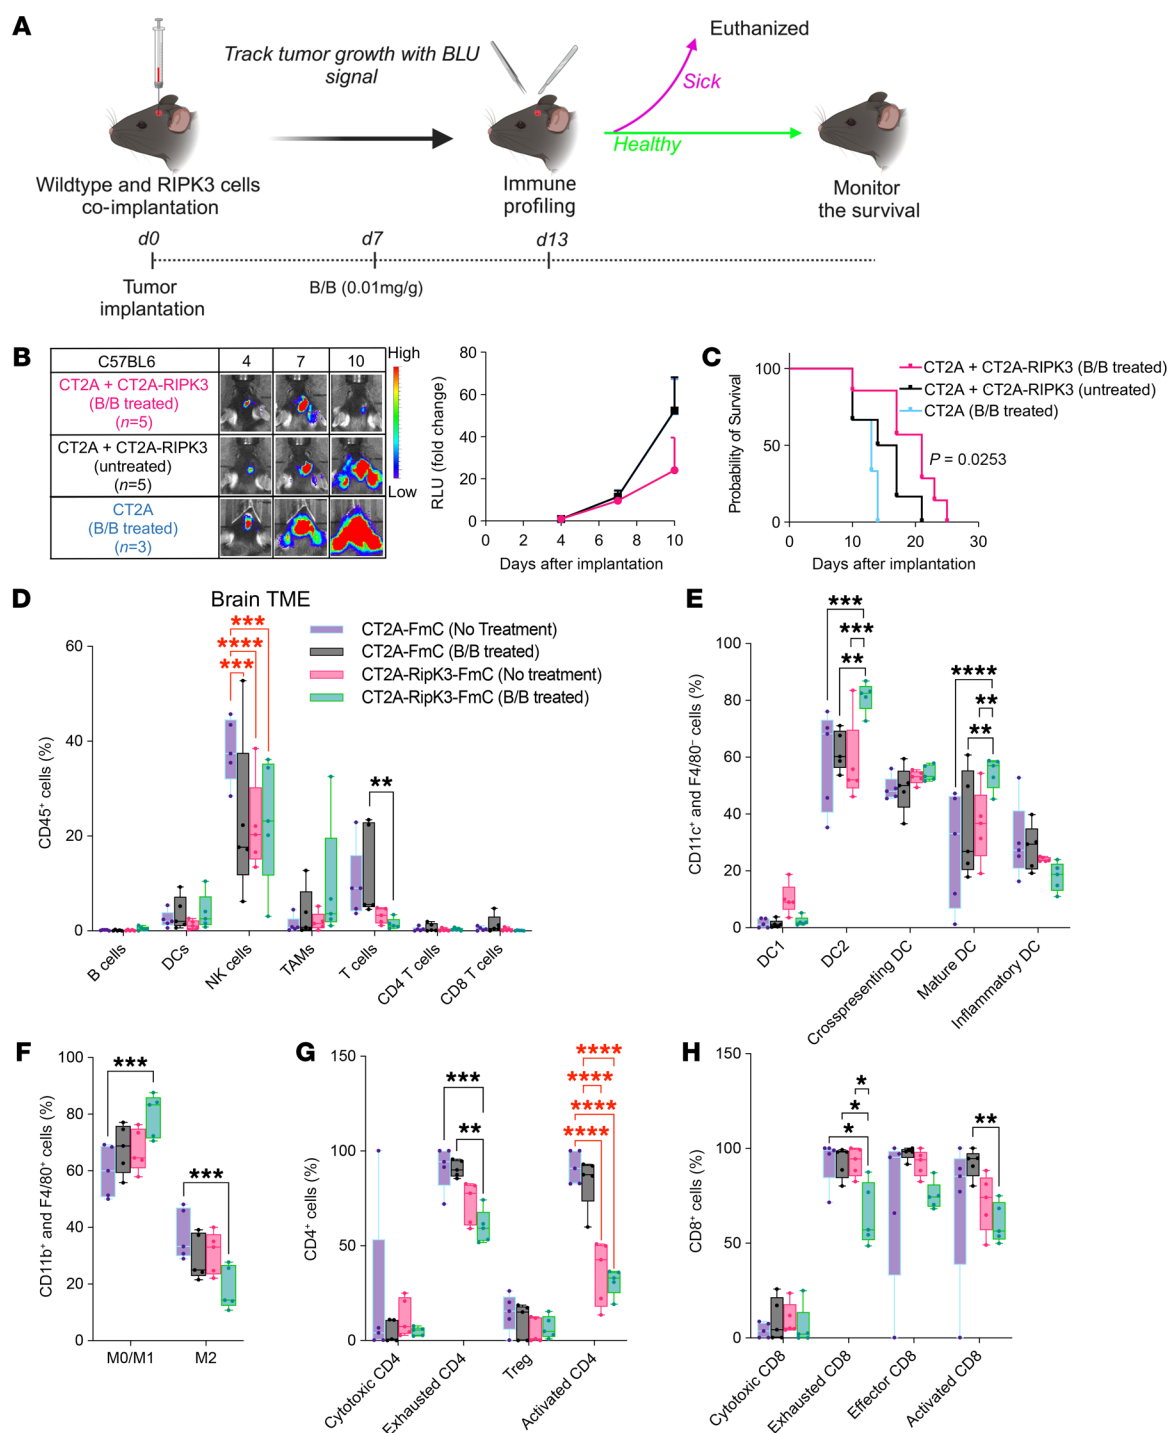 A
Track tumor growth with BLU
signal
Euthanized
Sick
Healthy
Wildtype and RIPK3 cells
co-implantation
Immune
profiling
Monitor
the survival
d0
d7
d13
Tumor
implantation
B/B (0.01mg/g)
B
C57BL6
4
7
10
High
CT2A + CT2A-RIPK3
(B/B treated)
(n=5)
CT2A + CT2A-RIPK3
(untreated)
(n=5)
CT2A
(B/B treated)
(n=3)
Low
RLU (fold change)
80
60
40
20
0
0
2
4
6
8
10
Days after implantation
C
Probability of Survival
100
50
0
0
10
20
30
Days after implantation
CT2A + CT2A-RIPK3 (B/B treated)
CT2A + CT2A-RIPK3 (untreated)
CT2A (B/B treated)
P = 0.0253
D
Brain TME
CT2A-FmC (No Treatment)
CT2A-FmC (B/B treated)
CT2A-RipK3-FmC (No treatment)
CT2A-RipK3-FmC (B/B treated)
CD45⁺ cells (%)
60
40
20
0
***
****
***
**
B cells
DCs
NK cells
TAMs
T cells
CD4 T cells
CD8 T cells
E
CD11c⁺ and F4/80⁻ cells (%)
100
80
60
40
20
0
***
***
**
****
**
**
DC1
DC2
Crosspresenting DC
Mature DC
Inflammatory DC
F
CD11b⁺ and F4/80⁺ cells (%)
100
80
60
40
20
0
***
***
M0/M1
M2
G
CD4⁺ cells (%)
150
100
50
0
***
**
****
****
****
****
Cytotoxic CD4
Exhausted CD4
Treg
Activated CD4
H
CD8⁺ cells (%)
150
100
50
0
*
*
*
**
Cytotoxic CD8
Exhausted CD8
Effector CD8
Activated CD8